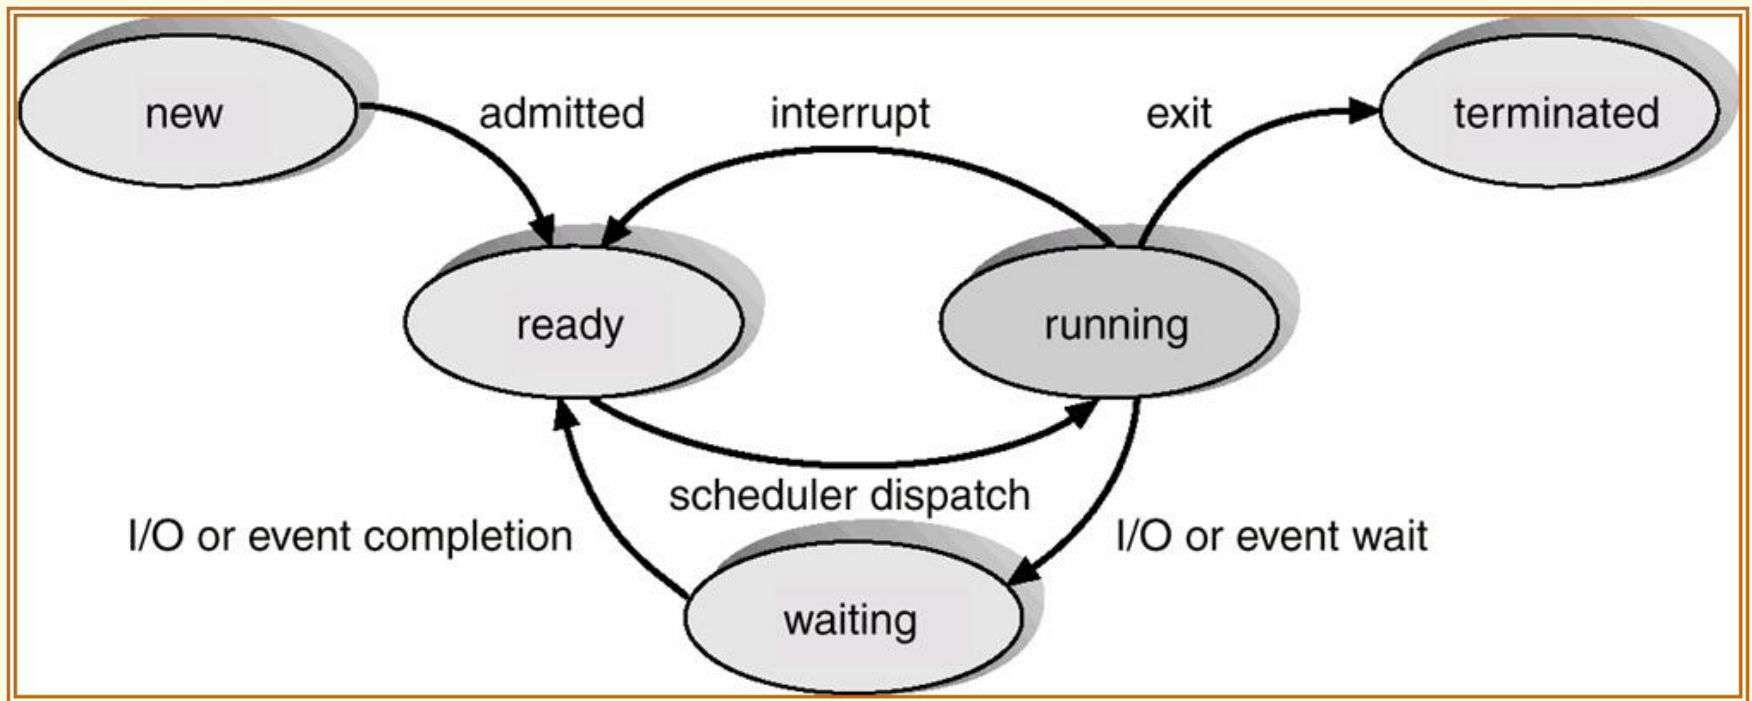 new
admitted
interrupt
exit
terminated
ready
running
scheduler dispatch
I/O or event completion
I/O or event wait
waiting